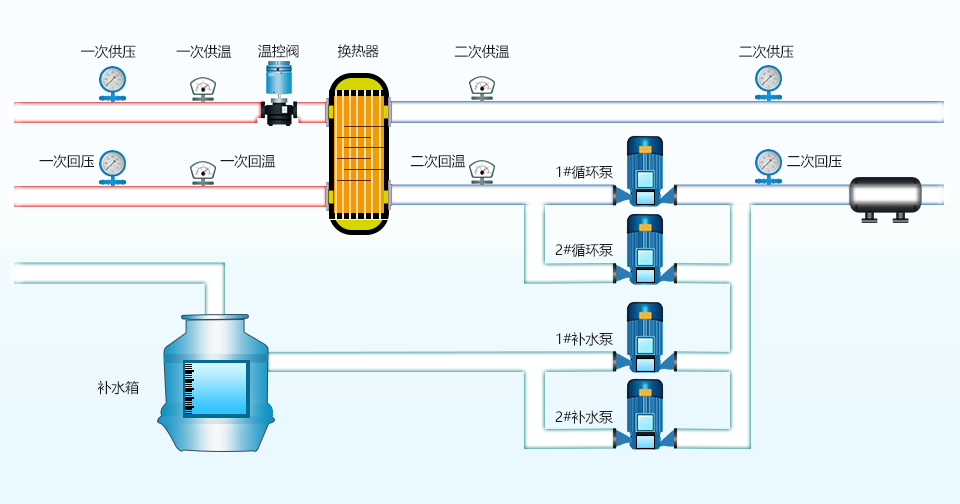 一次供压
一次供温
温控阀
换热器
二次供温
二次供压
一次回压
一次回温
二次回温
1#循环泵
二次回压
2#循环泵
1#补水泵
补水箱
2#补水泵